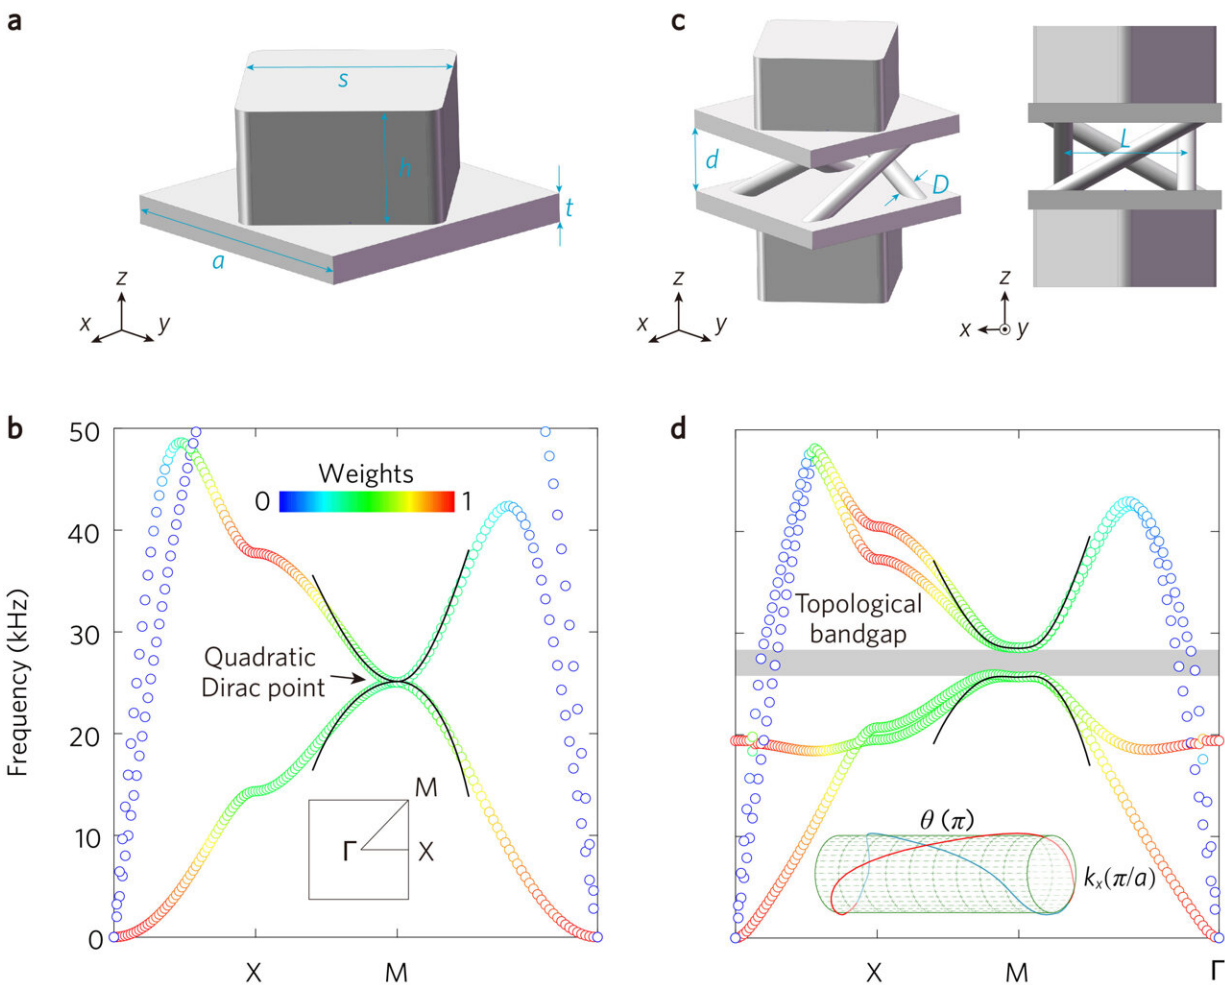 a
s
h
t
a
z
x
y
c
d
D
L
z
x
y
z
x
y
b
50
40
30
20
10
0
Frequency (kHz)
Weights
0
1
Quadratic
Dirac point
M
Γ
X
X
M
d
Topological
bandgap
θ (π)
kx(π/a)
X
M
Γ